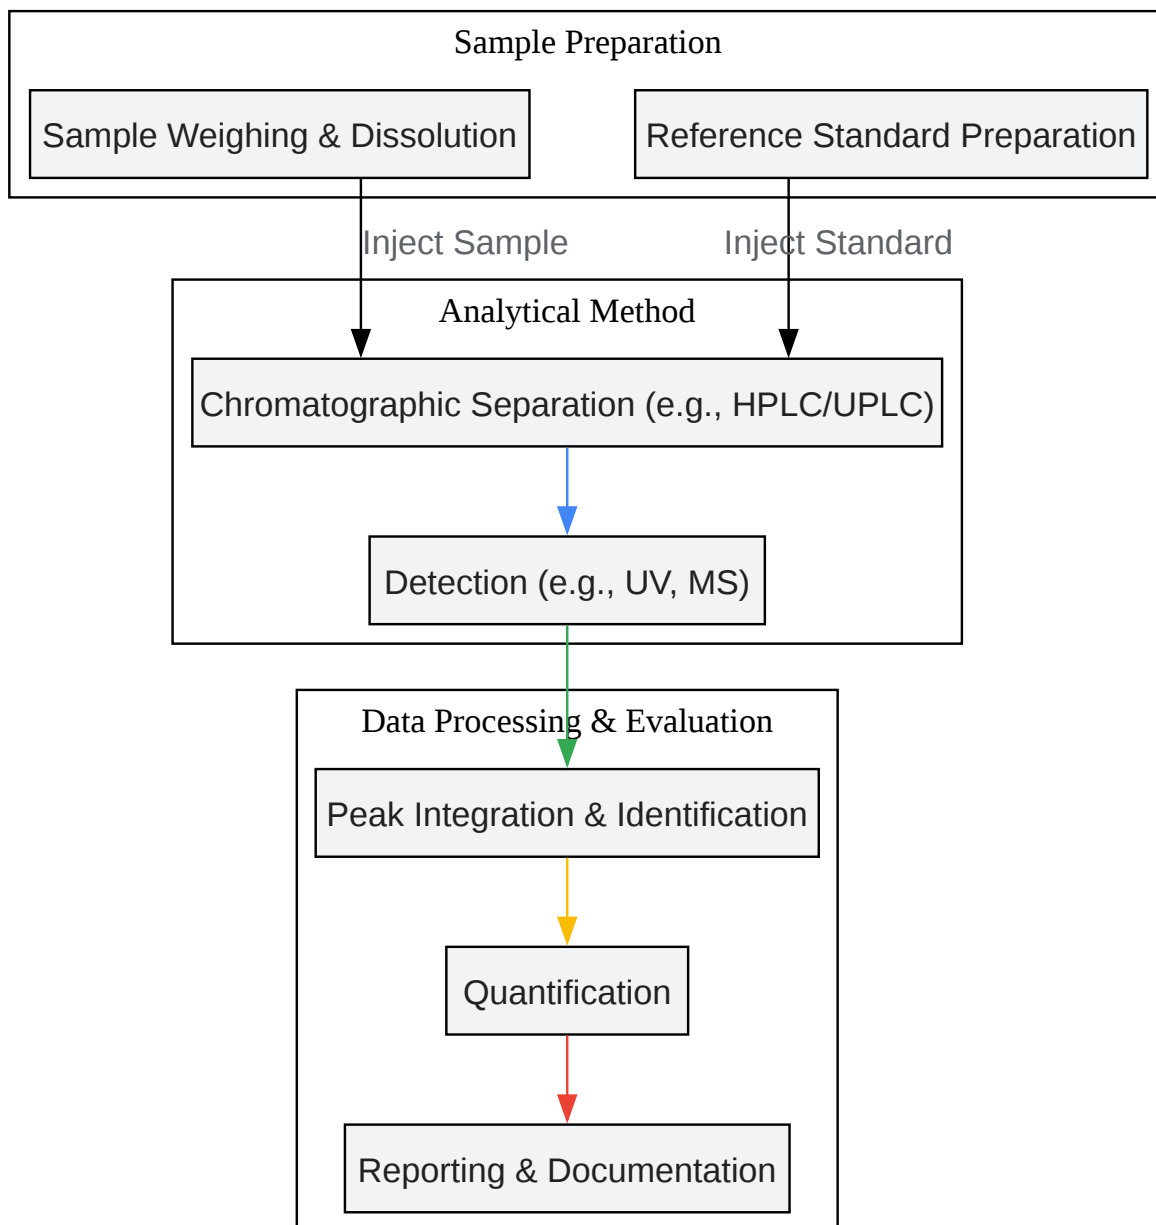 Sample Preparation
Sample Weighing & Dissolution
Reference Standard Preparation
Inject Sample
Inject Standard
Analytical Method
Chromatographic Separation (e.g., HPLC/UPLC)
Detection (e.g., UV, MS)
Data Processing & Evaluation
Peak Integration & Identification
Quantification
Reporting & Documentation